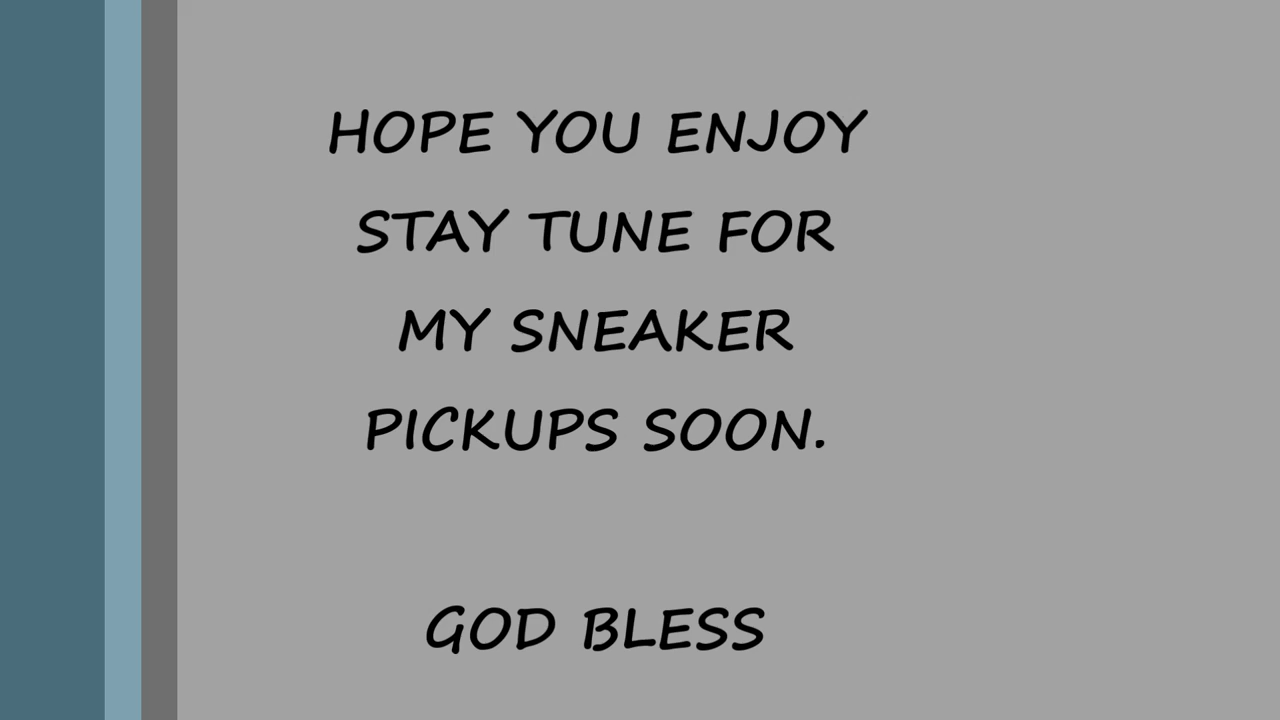 HOPE YOU ENJOY
STAY TUNE FOR
MY SNEAKER
PICKUPS SOON.
GOD BLESS